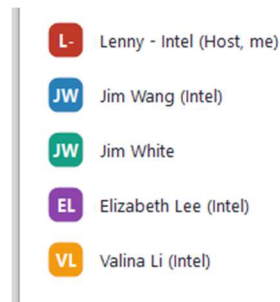 L- Lenny - Intel (Host, me)
JW Jim Wang (Intel)
JW Jim White
EL Elizabeth Lee (Intel)
VL Valina Li (Intel)